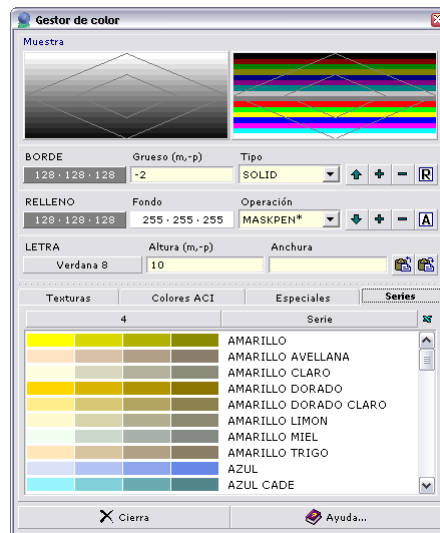 Gestor de color
Muestra
BORDE Grueso (m,-p) Tipo
128 · 128 · 128 -2 SOLID R
RELLENO Fondo Operación
128 · 128 · 128 255 · 255 · 255 MASKPEN* A
LETRA Altura (m,-p) Anchura
Verdana 8 10
Texturas Colores ACI Especiales Series
4 Serie
AMARILLO
AMARILLO AVELLANA
AMARILLO CLARO
AMARILLO DORADO
AMARILLO DORADO CLARO
AMARILLO LIMON
AMARILLO MIEL
AMARILLO TRIGO
AZUL
AZUL CADE
Cierra Ayuda...